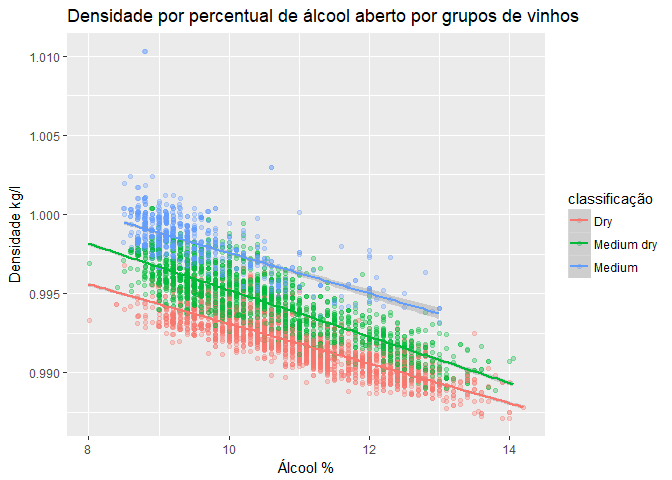 Densidade por percentual de álcool aberto por grupos de vinhos
1.010
1.005
1.000
0.995
0.990
Densidade kg/l
8
10
12
14
Álcool %
classificação
Dry
Medium dry
Medium